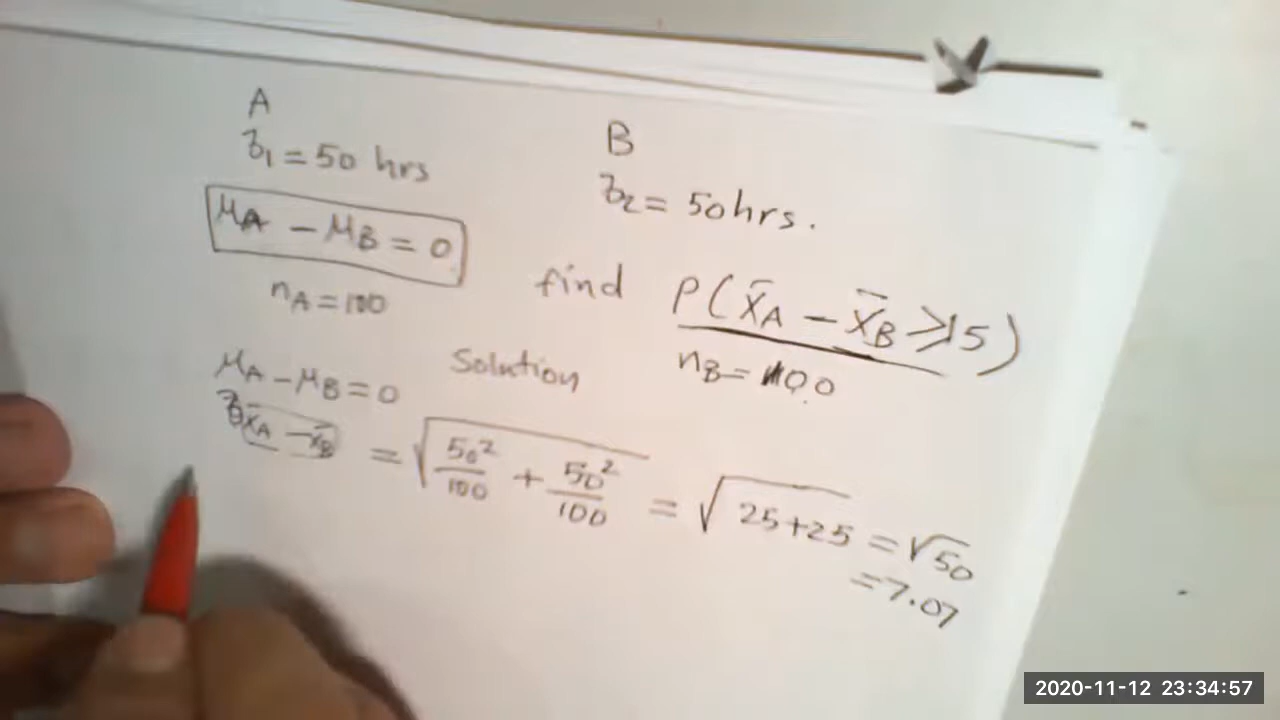 A
B
σ₁ = 50 hrs
σ₂ = 50 hrs.
μA − μB = 0
find P(X̄A − X̄B ⩾ 15)
nA = 100
nB = 100
Solution
μA − μB = 0
σX̄A − X̄B = √(50²/100 + 50²/100) = √25+25 = √50
= 7.07
2020-11-12 23:34:57